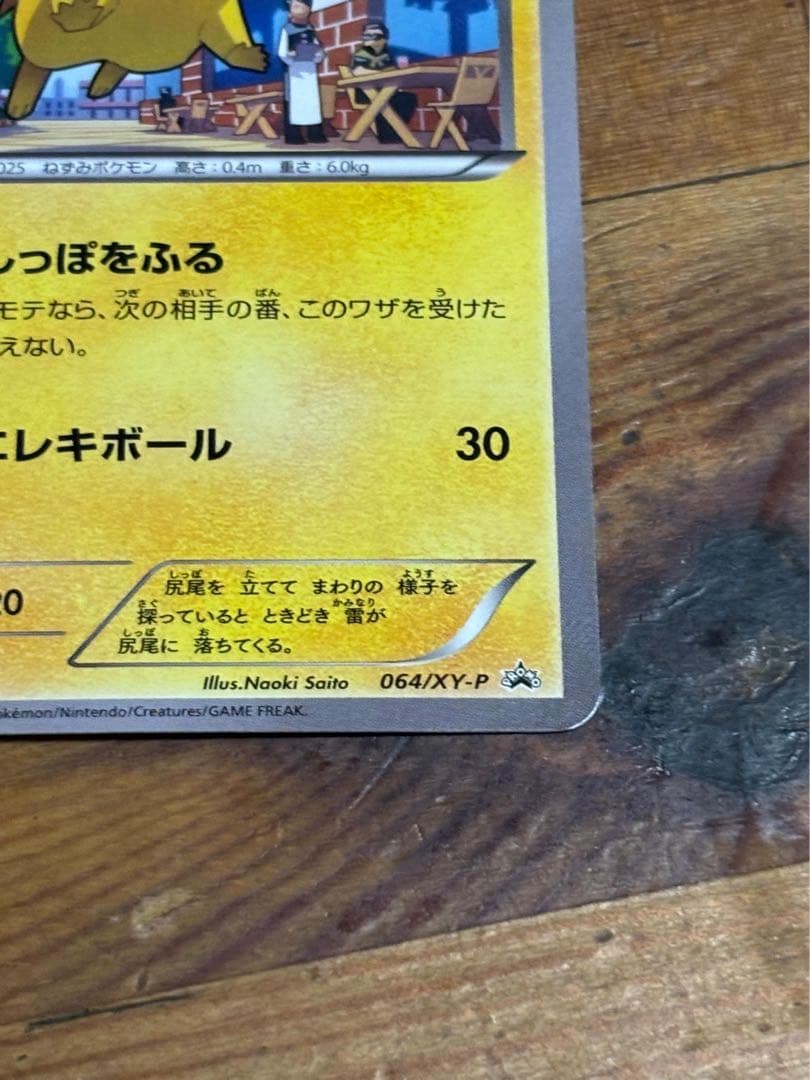 025 ねずみポケモン 高さ:0.4m 重さ:6.0kg
しっぽをふる
モテなら、次の相手の番、このワザを受けた
えない。
エレキボール 30
20
尻尾を 立てて まわりの 様子を
探っていると ときどき 雷が
尻尾に 落ちてくる。
Illus.Naoki Saito 064/XY-P PROMO
okémon/Nintendo/Creatures/GAME FREAK.